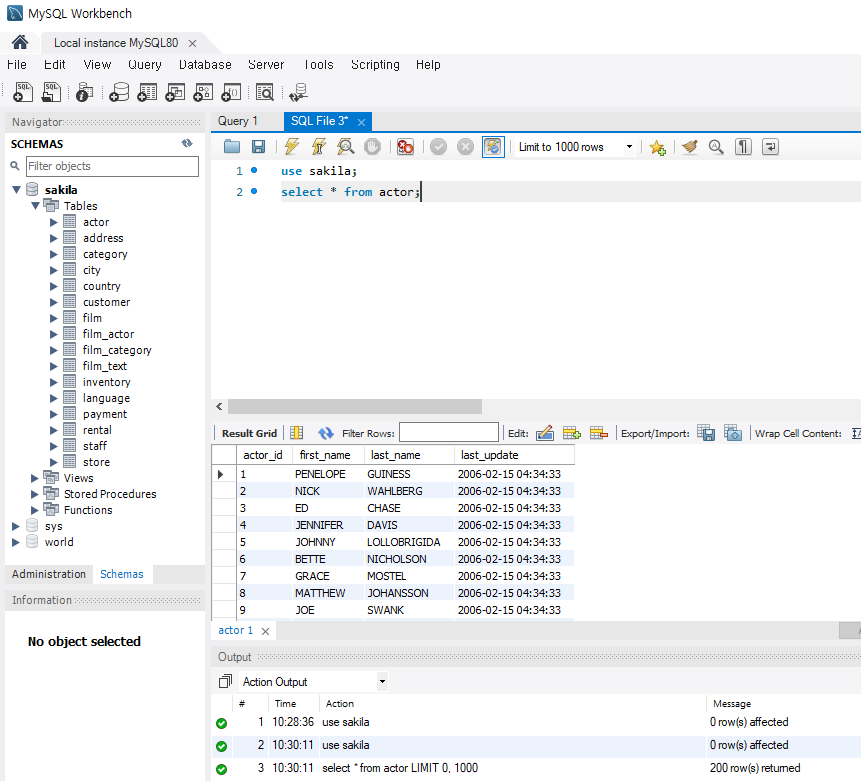 MySQL Workbench
Local instance MySQL80
File Edit View Query Database Server Tools Scripting Help
Navigator
SCHEMAS
Filter objects
sakila
Tables
actor
address
category
city
country
customer
film
film_actor
film_category
film_text
inventory
language
payment
rental
staff
store
Views
Stored Procedures
Functions
sys
world
Administration Schemas
Information
No object selected
Query 1 SQL File 3*
Limit to 1000 rows
1 use sakila;
2 select * from actor;
Result Grid Filter Rows: Edit: Export/Import: Wrap Cell Content:
actor_id first_name last_name last_update
1 PENELOPE GUINESS 2006-02-15 04:34:33
2 NICK WAHLBERG 2006-02-15 04:34:33
3 ED CHASE 2006-02-15 04:34:33
4 JENNIFER DAVIS 2006-02-15 04:34:33
5 JOHNNY LOLLOBRIGIDA 2006-02-15 04:34:33
6 BETTE NICHOLSON 2006-02-15 04:34:33
7 GRACE MOSTEL 2006-02-15 04:34:33
8 MATTHEW JOHANSSON 2006-02-15 04:34:33
9 JOE SWANK 2006-02-15 04:34:33
actor 1
Output
Action Output
# Time Action Message
1 10:28:36 use sakila 0 row(s) affected
2 10:30:11 use sakila 0 row(s) affected
3 10:30:11 select * from actor LIMIT 0, 1000 200 row(s) returned